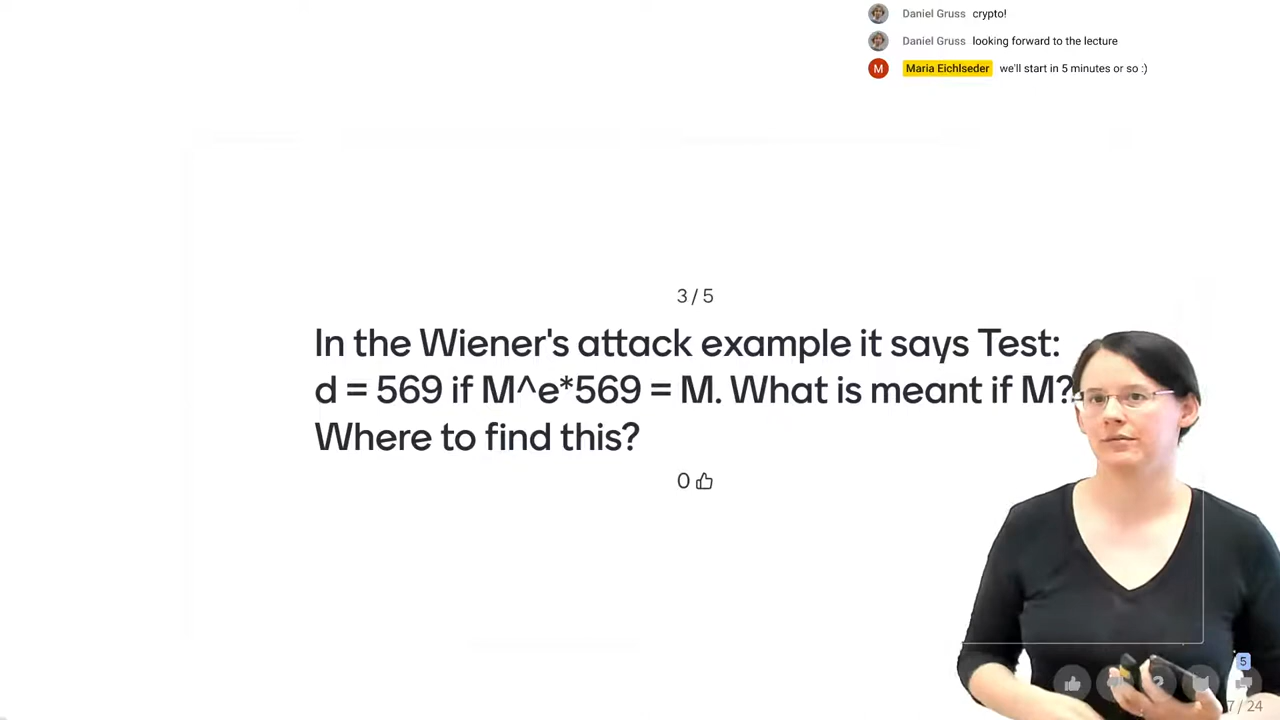 Daniel Gruss crypto!
Daniel Gruss looking forward to the lecture
M Maria Eichlseder we'll start in 5 minutes or so :)
3 / 5
In the Wiener's attack example it says Test:
d = 569 if M^e*569 = M. What is meant if M?
Where to find this?
0
5
7 / 24